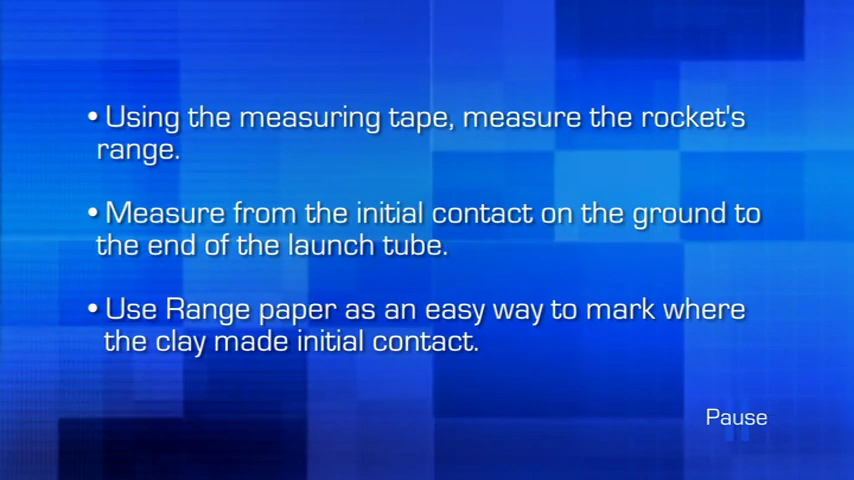 •Using the measuring tape, measure the rocket's
range.
•Measure from the initial contact on the ground to
the end of the launch tube.
•Use Range paper as an easy way to mark where
the clay made initial contact.
Pause